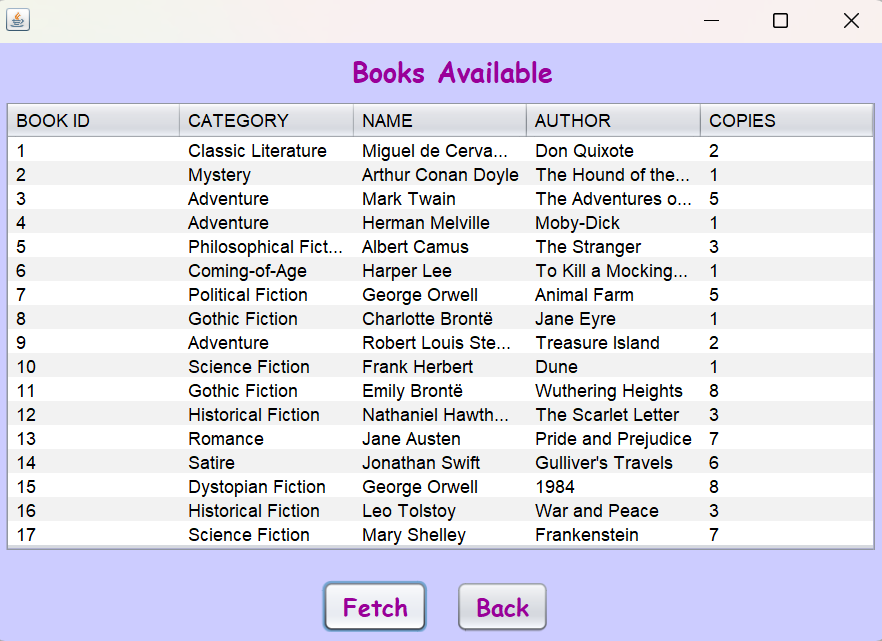 Books Available
BOOK ID CATEGORY NAME AUTHOR COPIES
1 Classic Literature Miguel de Cerva... Don Quixote 2
2 Mystery Arthur Conan Doyle The Hound of the... 1
3 Adventure Mark Twain The Adventures o... 5
4 Adventure Herman Melville Moby-Dick 1
5 Philosophical Fict... Albert Camus The Stranger 3
6 Coming-of-Age Harper Lee To Kill a Mocking... 1
7 Political Fiction George Orwell Animal Farm 5
8 Gothic Fiction Charlotte Brontë Jane Eyre 1
9 Adventure Robert Louis Ste... Treasure Island 2
10 Science Fiction Frank Herbert Dune 1
11 Gothic Fiction Emily Brontë Wuthering Heights 8
12 Historical Fiction Nathaniel Hawth... The Scarlet Letter 3
13 Romance Jane Austen Pride and Prejudice 7
14 Satire Jonathan Swift Gulliver's Travels 6
15 Dystopian Fiction George Orwell 1984 8
16 Historical Fiction Leo Tolstoy War and Peace 3
17 Science Fiction Mary Shelley Frankenstein 7
Fetch Back